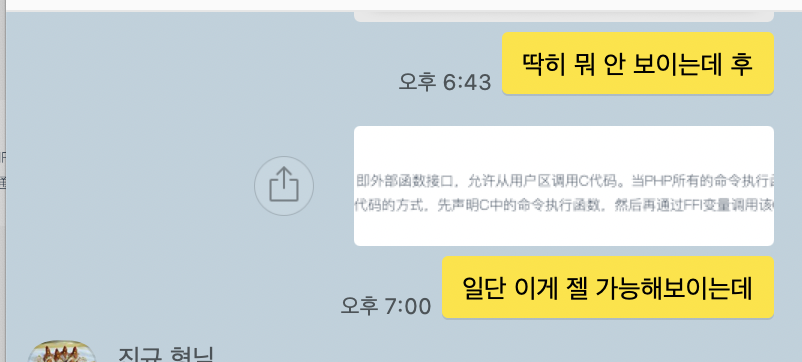 딱히 뭐 안 보이는데 후
오후 6:43
即外部函数接口，允许从用户区调用C代码。当PHP所有的命令执行
代码的方式，先声明C中的命令执行函数，然后再通过FFI变量调用该
일단 이게 젤 가능해보이는데
오후 7:00
진규 형님